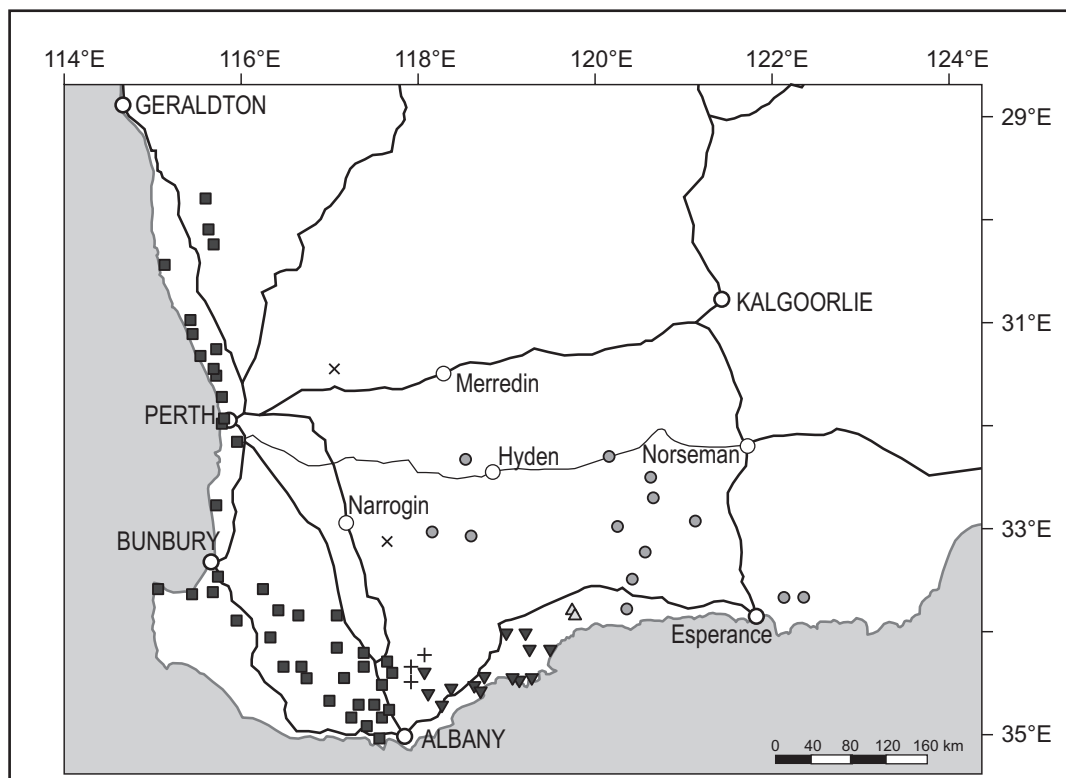 114°E 116°E 118°E 120°E 122°E 124°E
GERALDTON
29°E
KALGOORLIE
31°E
Merredin
PERTH
Hyden
Norseman
Narrogin
33°E
BUNBURY
Esperance
ALBANY
35°E
0 40 80 120 160 km